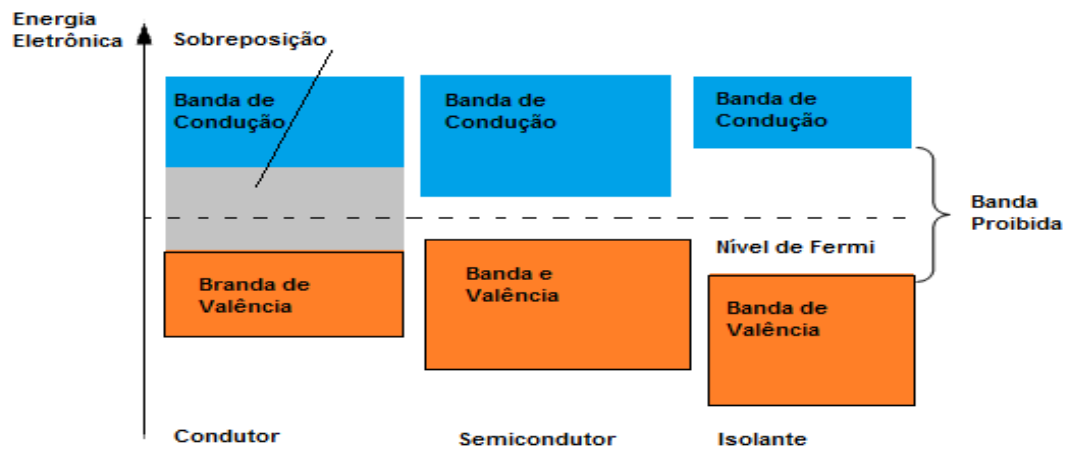 Energia
Eletrônica
Sobreposição
Banda de
Condução
Banda de
Condução
Banda de
Condução
Banda
Proibida
Nível de Fermi
Branda de
Valência
Banda e
Valência
Banda de
Valência
Condutor
Semicondutor
Isolante